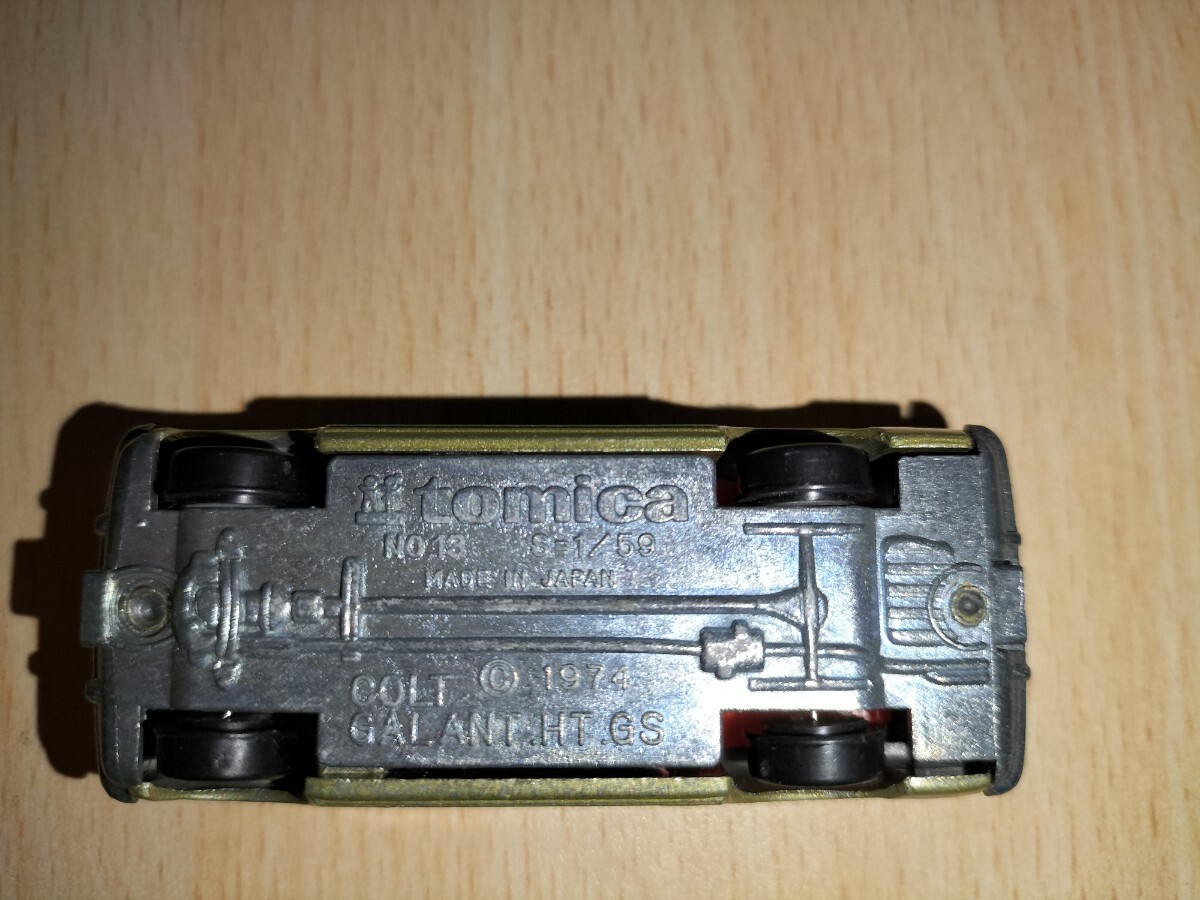 tomica
NO13 S=1/59
MADE IN JAPAN
© 1974
COLT
GALANT.HT.GS